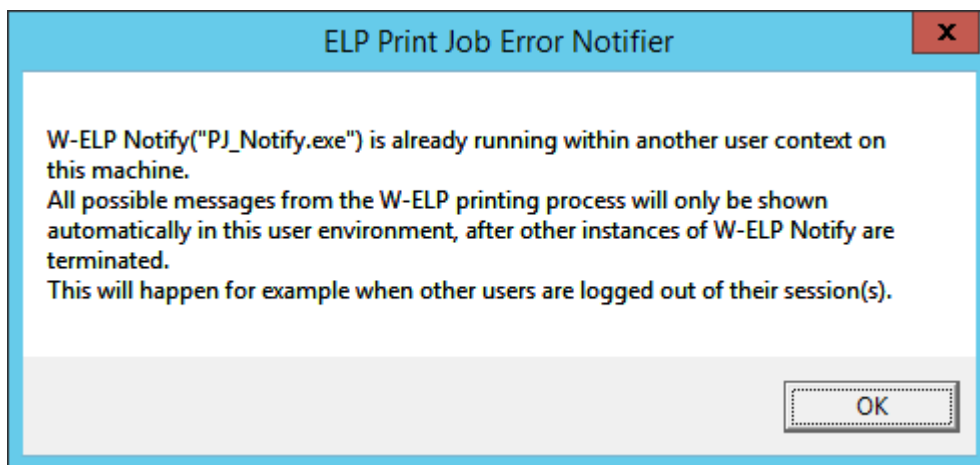 ELP Print Job Error Notifier
x
W-ELP Notify("PJ_Notify.exe") is already running within another user context on
this machine.
All possible messages from the W-ELP printing process will only be shown
automatically in this user environment, after other instances of W-ELP Notify are
terminated.
This will happen for example when other users are logged out of their session(s).
OK